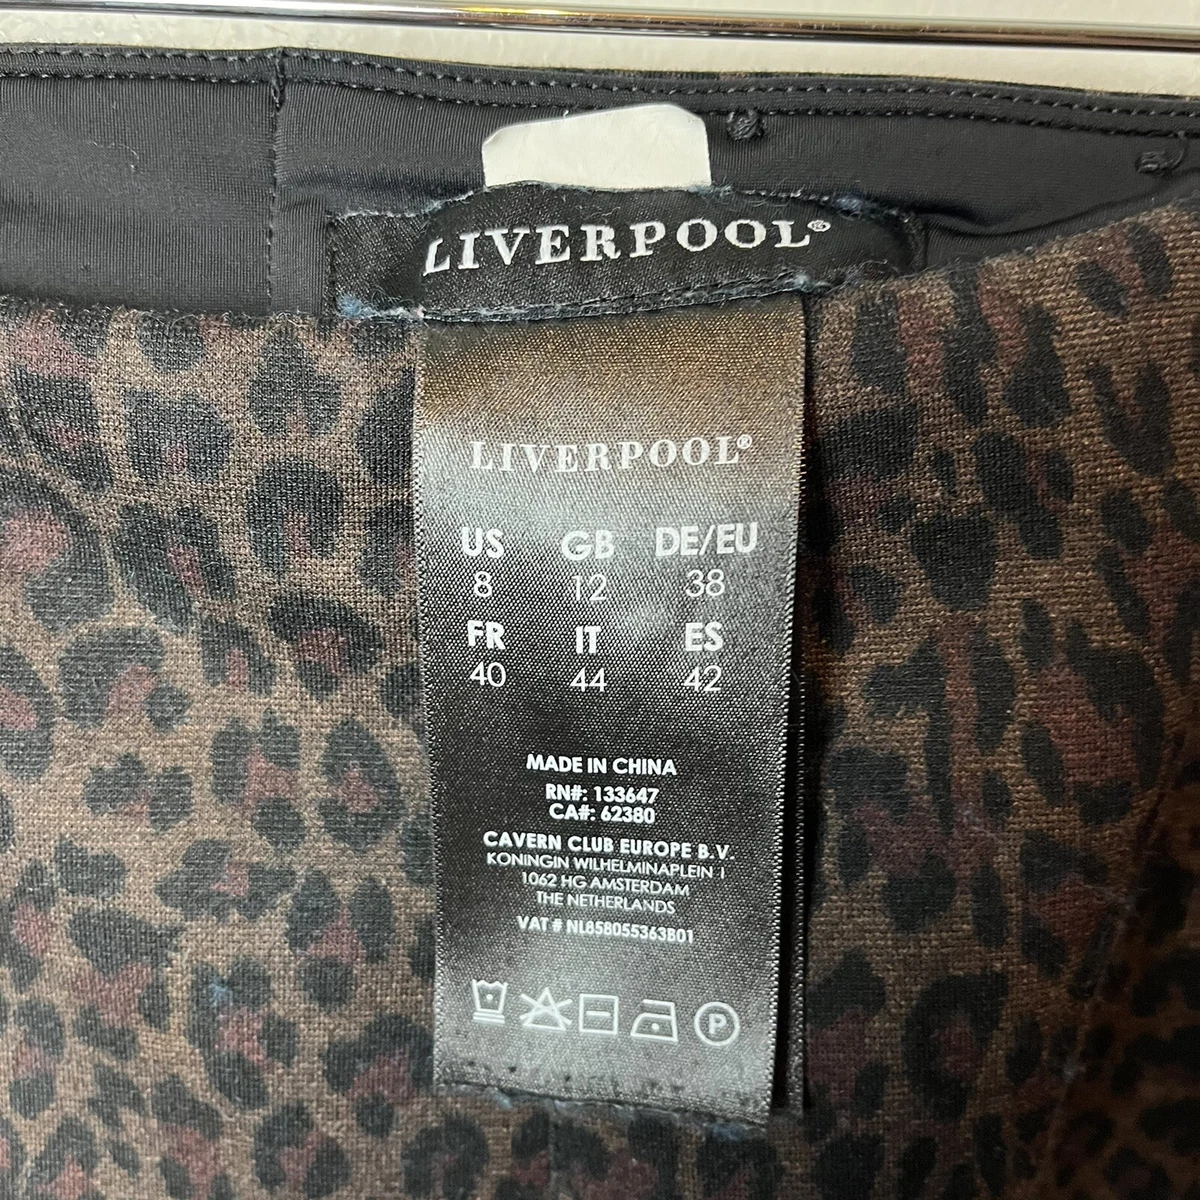 LIVERPOOL®
LIVERPOOL®
US GB DE/EU
8 12 38
FR IT ES
40 44 42
MADE IN CHINA
RN#: 133647
CA#: 62380
CAVERN CLUB EUROPE B.V.
KONINGIN WILHELMINAPLEIN 1
1062 HG AMSTERDAM
THE NETHERLANDS
VAT # NL858055363B01
P